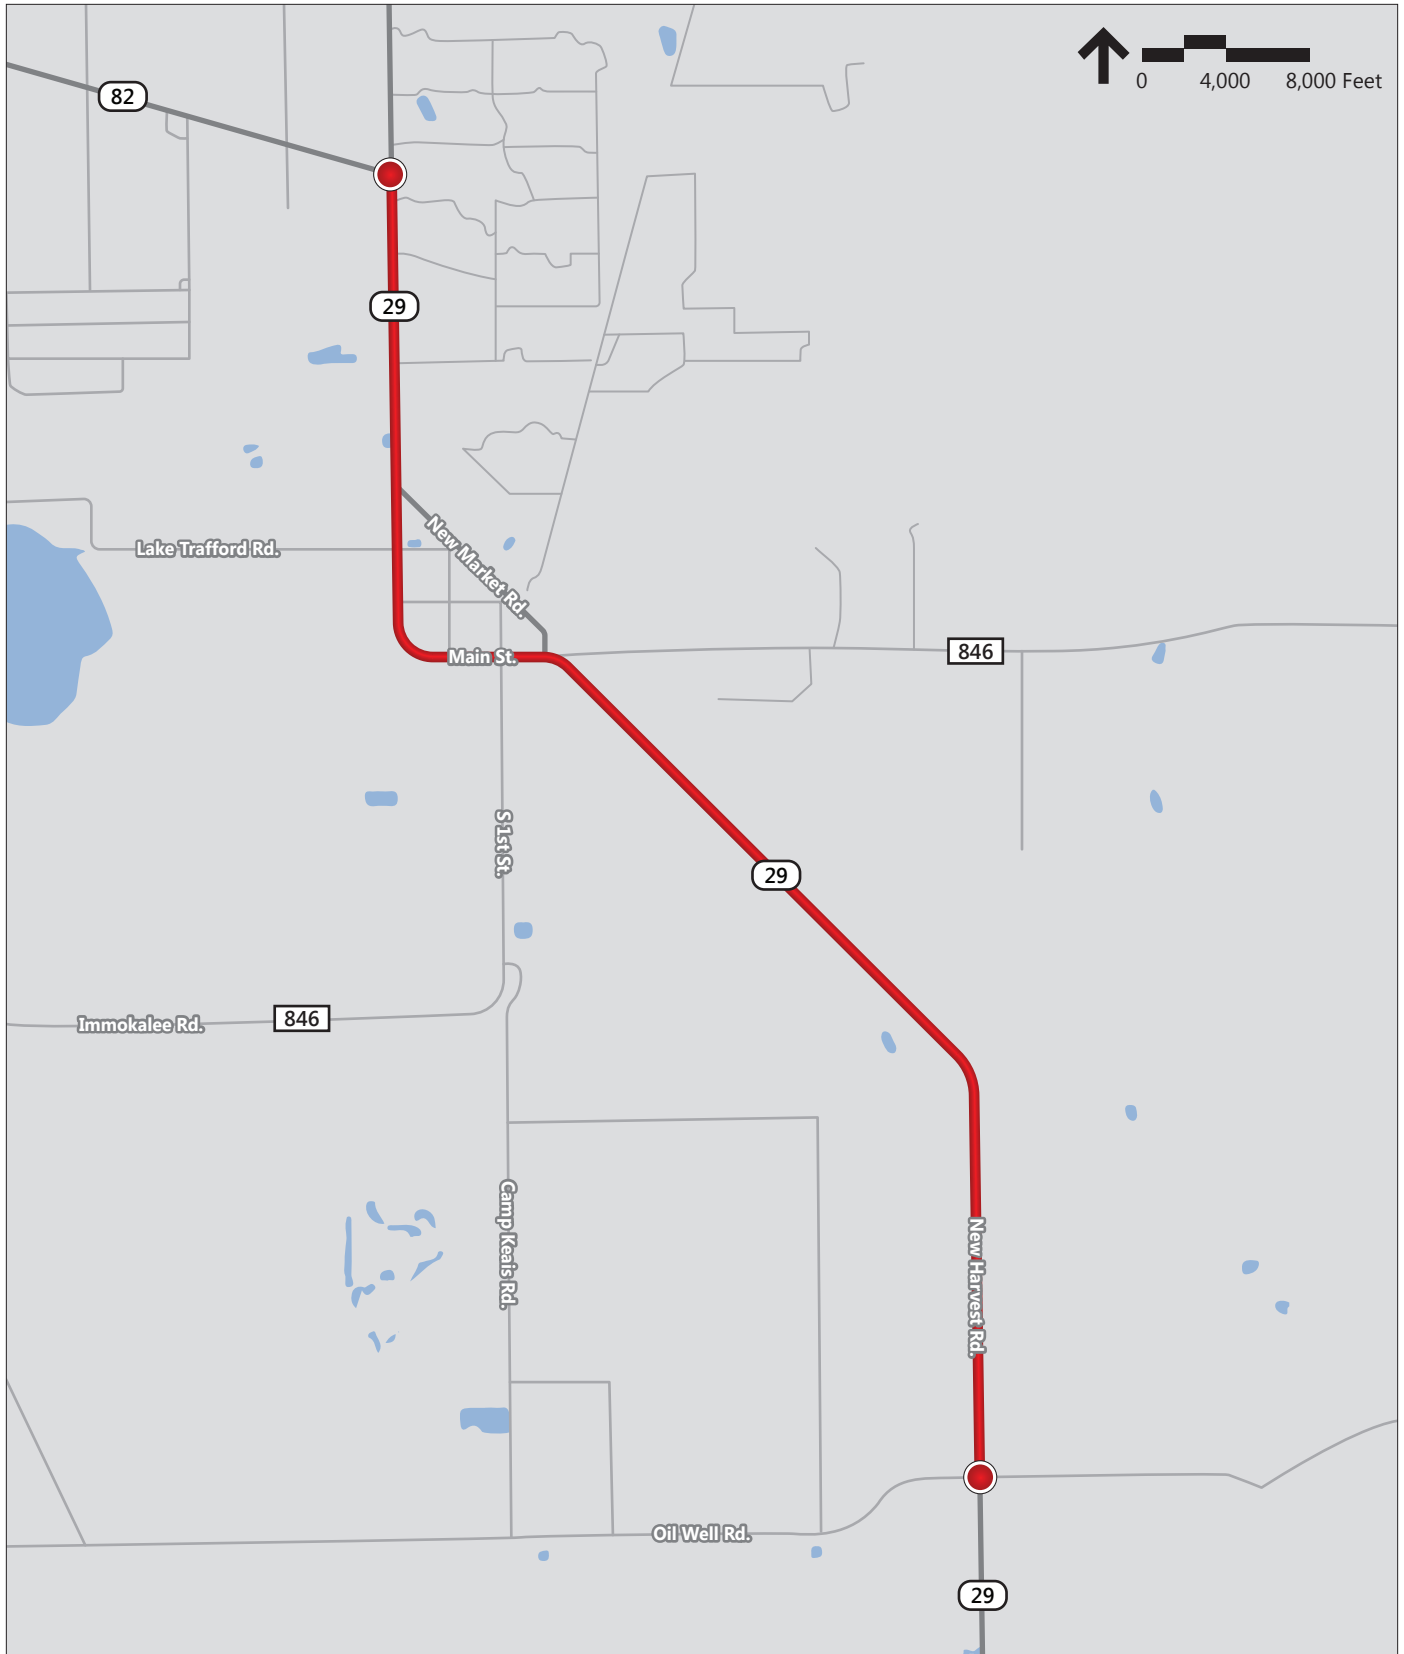 82
0 4,000 8,000 Feet
29
New Market Rd.
Lake Trafford Rd.
Main St.
846
S 1st St.
29
Immokalee Rd.
846
Camp Keais Rd.
New Harvest Rd.
Oil Well Rd.
29